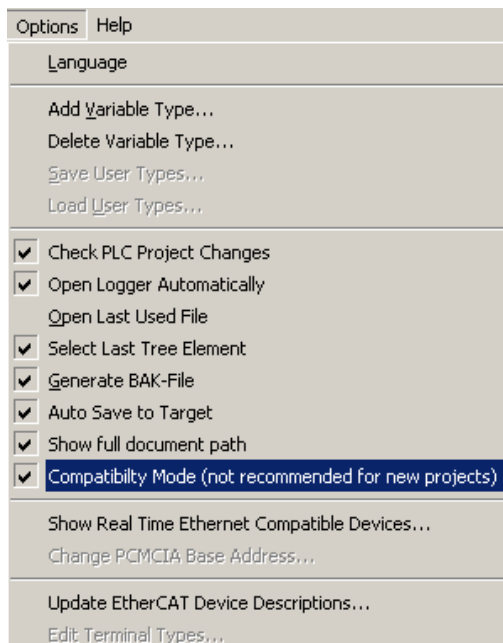 Options Help
Language
Add Variable Type...
Delete Variable Type...
Save User Types...
Load User Types...
Check PLC Project Changes
Open Logger Automatically
Open Last Used File
Select Last Tree Element
Generate BAK-File
Auto Save to Target
Show full document path
Compatibilty Mode (not recommended for new projects)
Show Real Time Ethernet Compatible Devices...
Change PCMCIA Base Address...
Update EtherCAT Device Descriptions...
Edit Terminal Types...